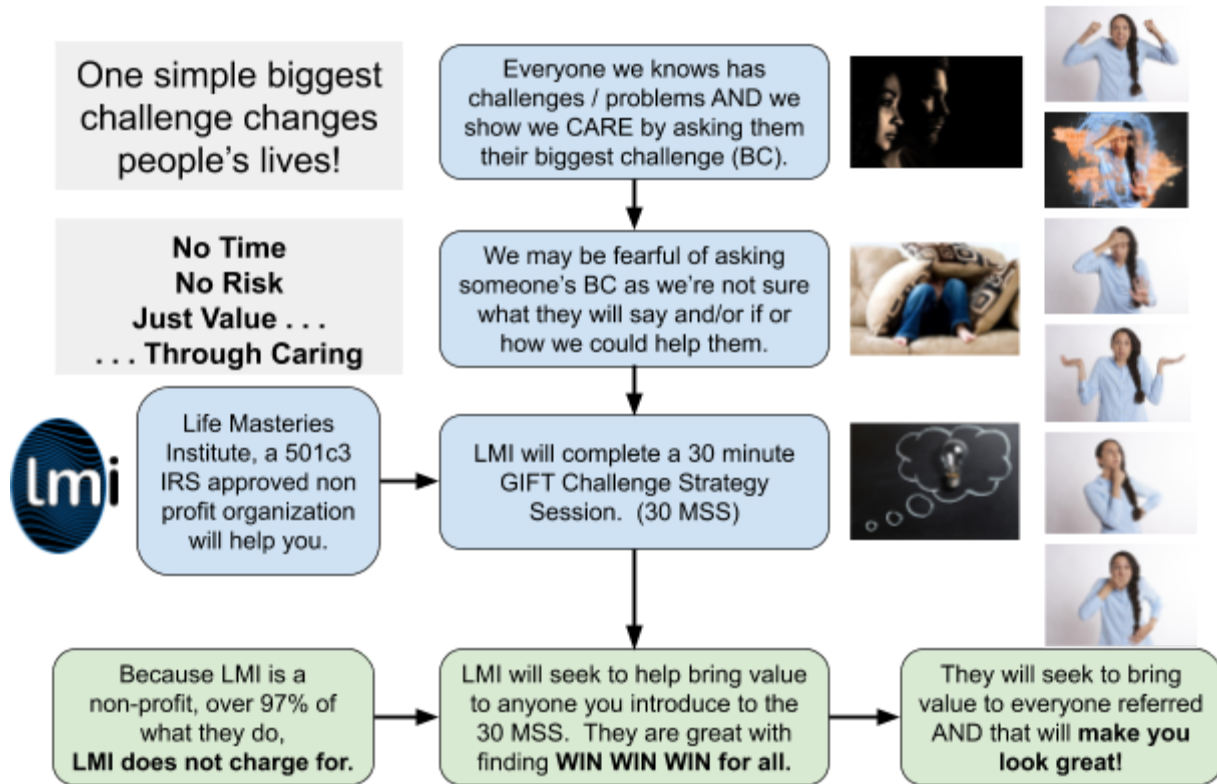 One simple biggest
challenge changes
people's lives!
Everyone we knows has
challenges / problems AND we
show we CARE by asking them
their biggest challenge (BC).
No Time
No Risk
Just Value . . .
. . . Through Caring
We may be fearful of asking
someone's BC as we're not sure
what they will say and/or if or
how we could help them.
lmi
Life Masteries
Institute, a 501c3
IRS approved non
profit organization
will help you.
LMI will complete a 30 minute
GIFT Challenge Strategy
Session.  (30 MSS)
Because LMI is a
non-profit, over 97% of
what they do,
LMI does not charge for.
LMI will seek to help bring value
to anyone you introduce to the
30 MSS.  They are great with
finding WIN WIN WIN for all.
They will seek to bring
value to everyone referred
AND that will make you
look great!